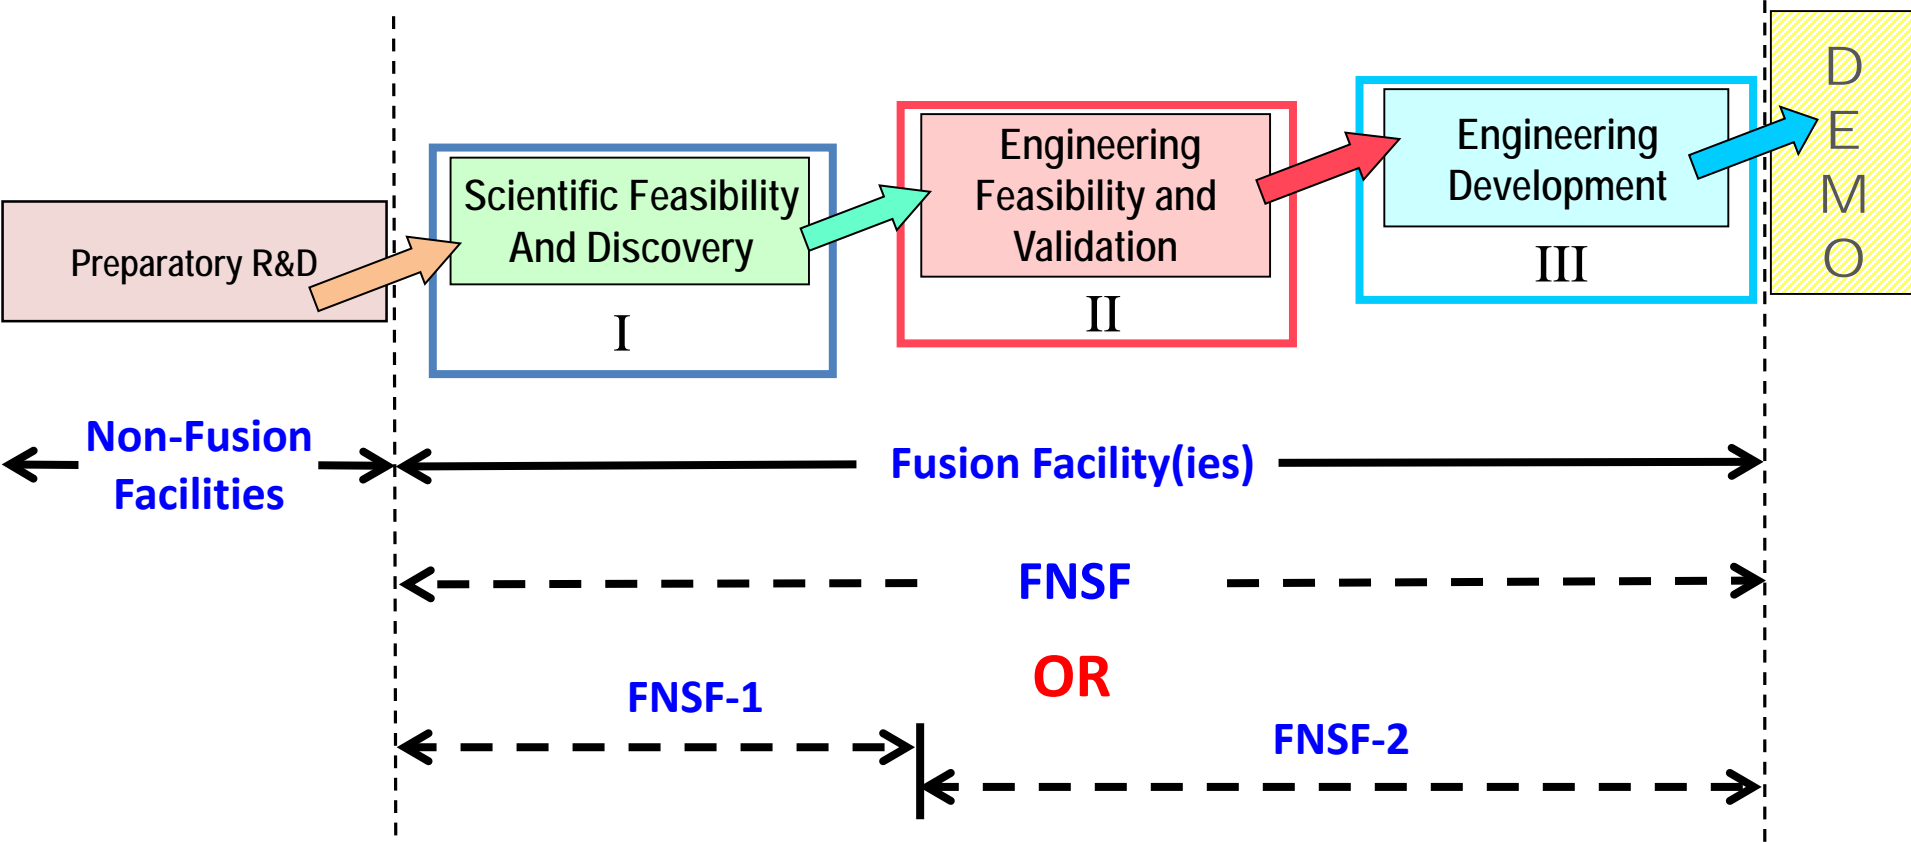 Preparatory R&D
Scientific Feasibility
And Discovery
I
Engineering
Feasibility and
Validation
II
Engineering
Development
III
D
E
M
O
Non-Fusion
Facilities
Fusion Facility(ies)
FNSF
OR
FNSF-1
FNSF-2